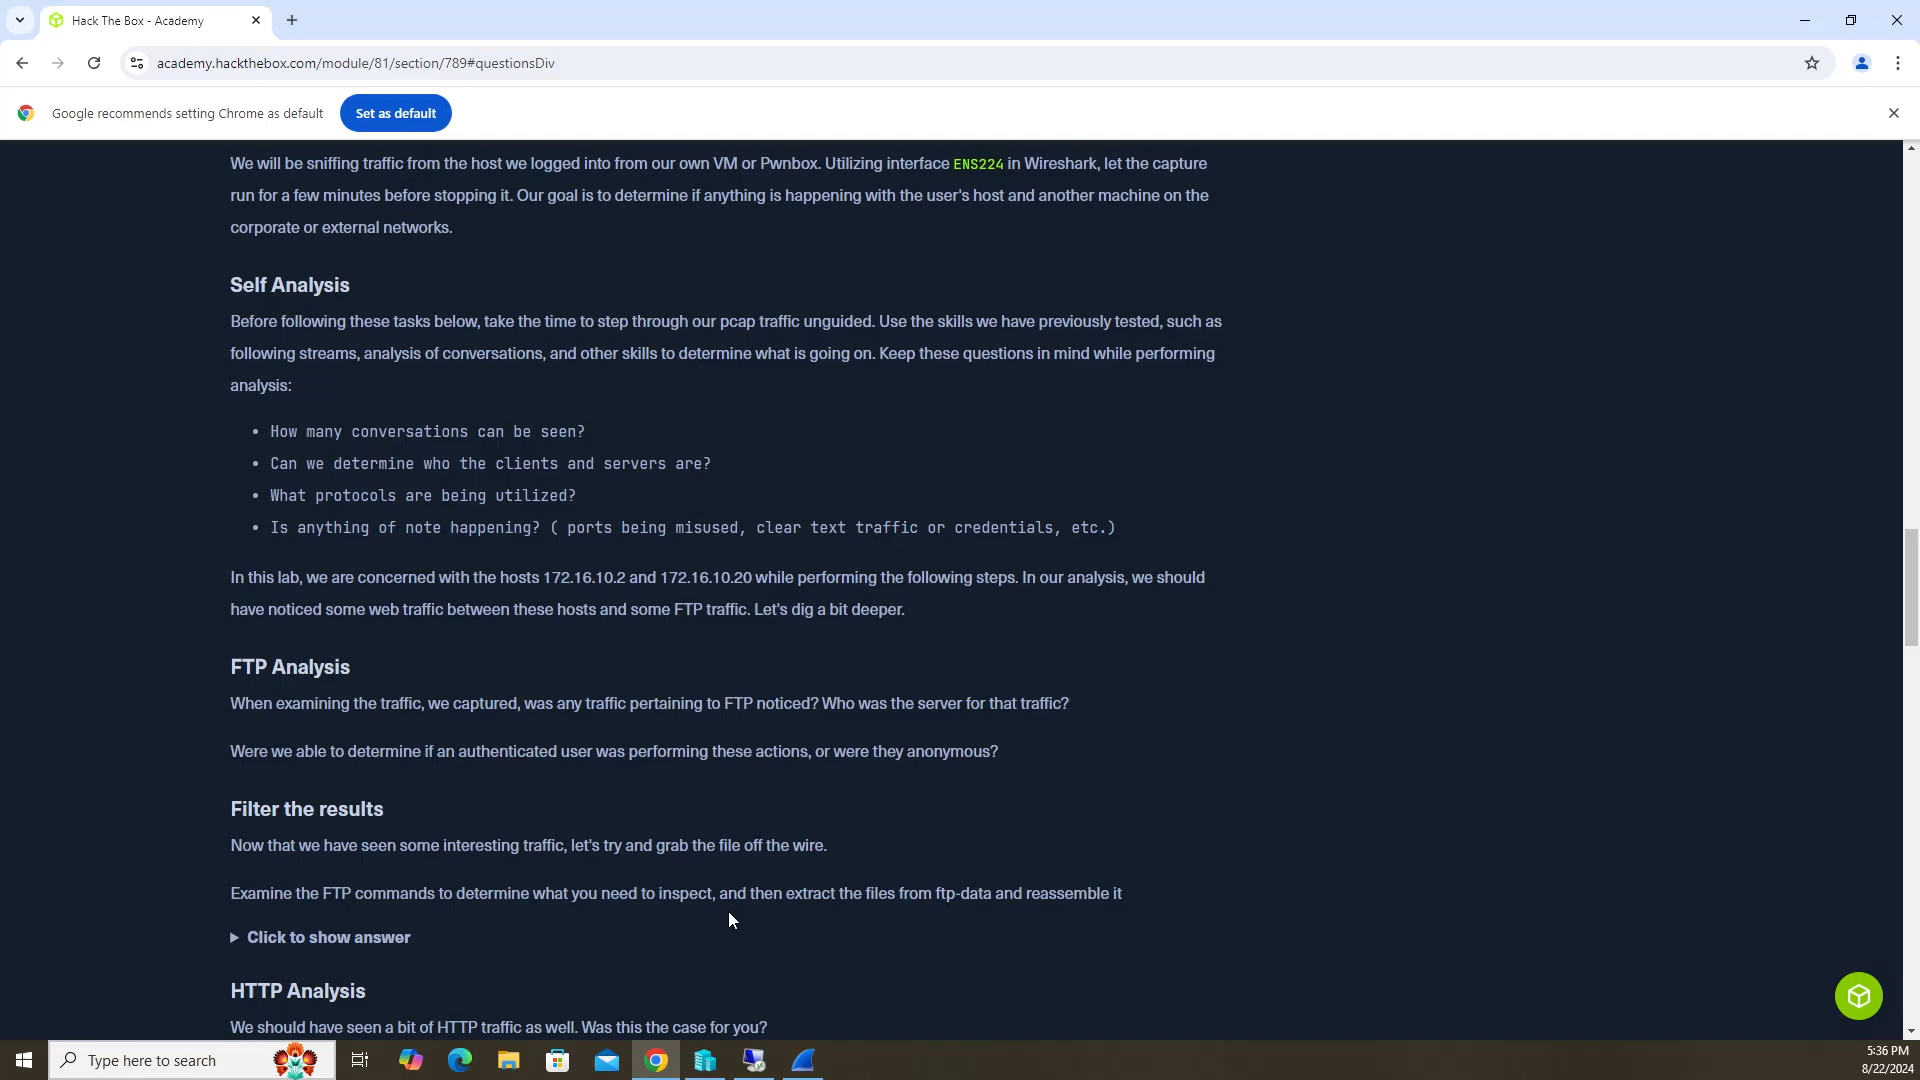 Hack The Box - Academy
academy.hackthebox.com/module/81/section/789#questionsDiv
Google recommends setting Chrome as default
Set as default
We will be sniffing traffic from the host we logged into from our own VM or Pwnbox. Utilizing interface ENS224 in Wireshark, let the capture
run for a few minutes before stopping it. Our goal is to determine if anything is happening with the user's host and another machine on the
corporate or external networks.
Self Analysis
Before following these tasks below, take the time to step through our pcap traffic unguided. Use the skills we have previously tested, such as
following streams, analysis of conversations, and other skills to determine what is going on. Keep these questions in mind while performing
analysis:
• How many conversations can be seen?
• Can we determine who the clients and servers are?
• What protocols are being utilized?
• Is anything of note happening? ( ports being misused, clear text traffic or credentials, etc.)
In this lab, we are concerned with the hosts 172.16.10.2 and 172.16.10.20 while performing the following steps. In our analysis, we should
have noticed some web traffic between these hosts and some FTP traffic. Let's dig a bit deeper.
FTP Analysis
When examining the traffic, we captured, was any traffic pertaining to FTP noticed? Who was the server for that traffic?
Were we able to determine if an authenticated user was performing these actions, or were they anonymous?
Filter the results
Now that we have seen some interesting traffic, let's try and grab the file off the wire.
Examine the FTP commands to determine what you need to inspect, and then extract the files from ftp-data and reassemble it
Click to show answer
HTTP Analysis
We should have seen a bit of HTTP traffic as well. Was this the case for you?
Type here to search
5:36 PM
8/22/2024